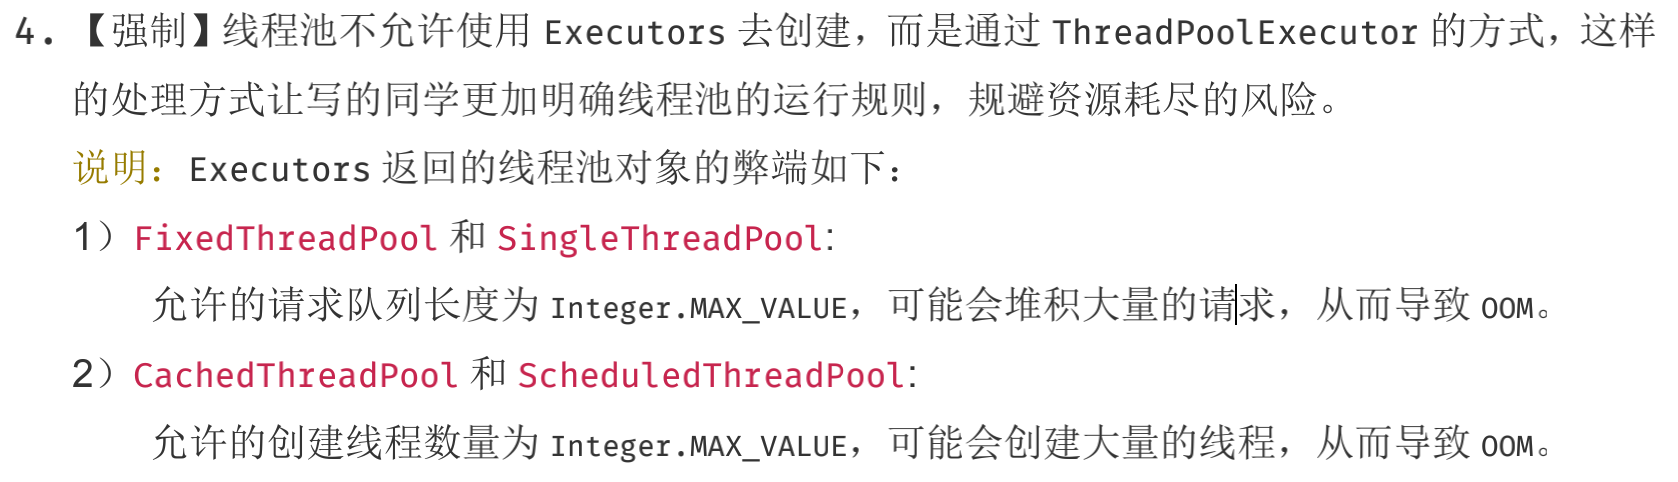 4. 【强制】线程池不允许使用 Executors 去创建，而是通过 ThreadPoolExecutor 的方式，这样
的处理方式让写的同学更加明确线程池的运行规则，规避资源耗尽的风险。
说明：Executors 返回的线程池对象的弊端如下：
1）FixedThreadPool 和 SingleThreadPool:
允许的请求队列长度为 Integer.MAX_VALUE，可能会堆积大量的请求，从而导致 OOM。
2）CachedThreadPool 和 ScheduledThreadPool:
允许的创建线程数量为 Integer.MAX_VALUE，可能会创建大量的线程，从而导致 OOM。